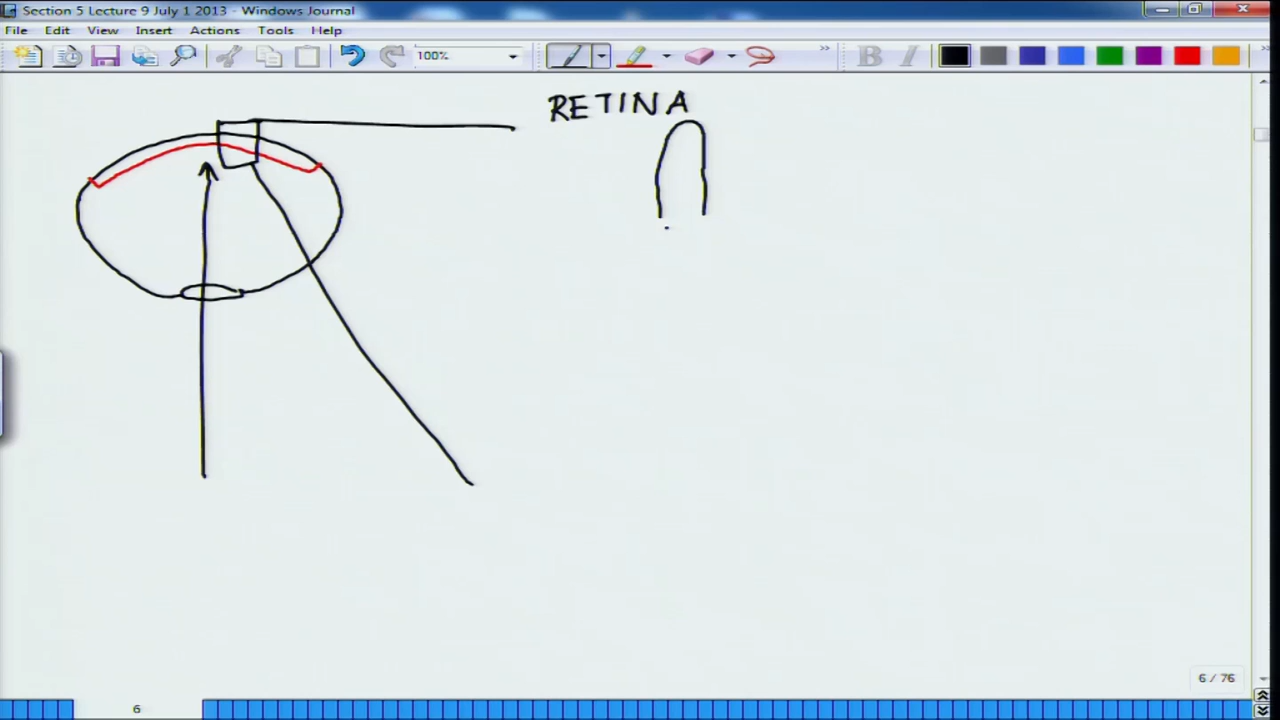 Section 5 Lecture 9 July 1 2013 - Windows Journal
File Edit View Insert Actions Tools Help
100% B I
RETINA
6 / 76
6